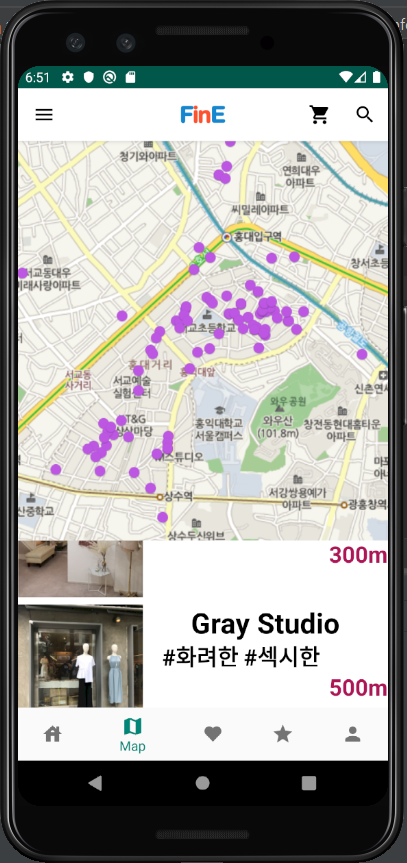 6:51
FinE
청기와아파트
연희대우
아파트
씨밀레아파트
홍대입구역
서교동대우
미래사랑아파트
창서초등
서교초등학교
홍대거리
서교동
사거리
서교예술
실험센터
신촌연세
와우공원
와우산
(101.8m)
홍익대학교
서울캠퍼스
창전동현대홈타운
아파트
KT&G
상상마당
스튜디오
상수역
서강쌍용예가
아파트
광흥창역
신중학교
상수두산위브
300m
Gray Studio
#화려한 #섹시한
500m
Map